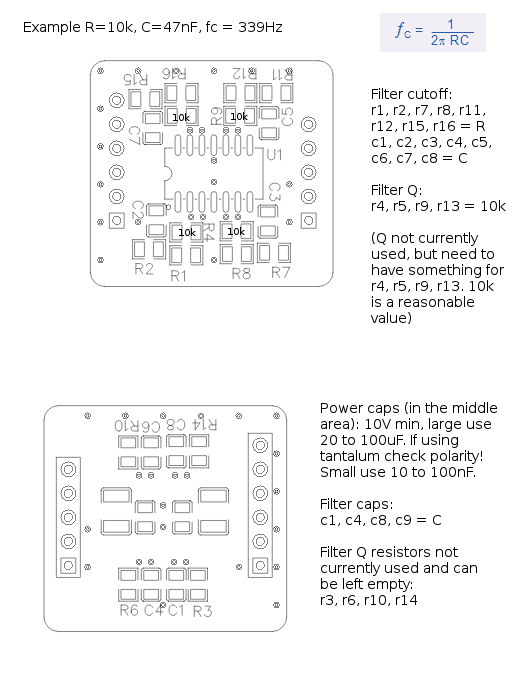 Example R=10k, C=47nF, fc = 339Hz
fC = 1
2π RC
R15 R16 R12 R11
10k 10k
R9
C7 C5
U1
C2 C3
10k R4 10k
R2 R1 R8 R7
Filter cutoff:
r1, r2, r7, r8, r11,
r12, r15, r16 = R
c1, c2, c3, c4, c5,
c6, c7, c8 = C
Filter Q:
r4, r5, r9, r13 = 10k
(Q not currently
used, but need to
have something for
r4, r5, r9, r13. 10k
is a reasonable
value)
R10 C6 C8 R14
R6 C4 C1 R3
Power caps (in the middle
area): 10V min, large use
20 to 100uF. If using
tantalum check polarity!
Small use 10 to 100nF.
Filter caps:
c1, c4, c8, c9 = C
Filter Q resistors not
currently used and can
be left empty:
r3, r6, r10, r14